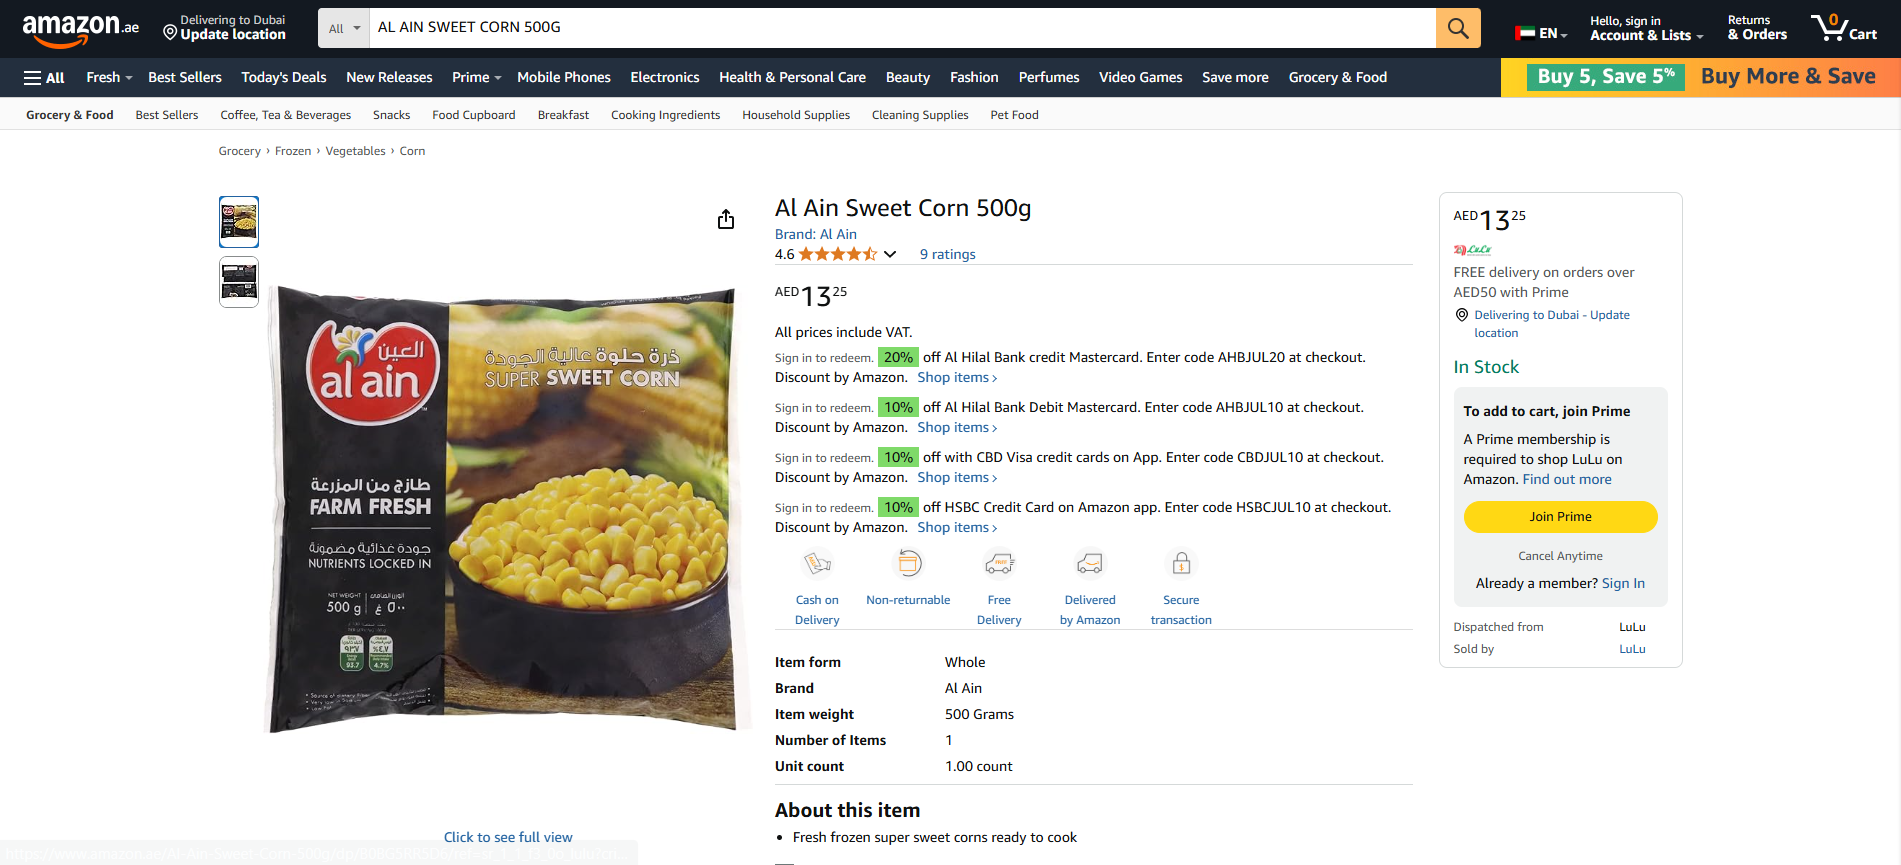 amazon.ae
Delivering to Dubai
Update location
All
AL AIN SWEET CORN 500G
EN
Hello, sign in
Account & Lists
Returns
& Orders
0
Cart
All
Fresh
Best Sellers
Today's Deals
New Releases
Prime
Mobile Phones
Electronics
Health & Personal Care
Beauty
Fashion
Perfumes
Video Games
Save more
Grocery & Food
Buy 5, Save 5%
Buy More & Save
Grocery & Food
Best Sellers
Coffee, Tea & Beverages
Snacks
Food Cupboard
Breakfast
Cooking Ingredients
Household Supplies
Cleaning Supplies
Pet Food
Grocery › Frozen › Vegetables › Corn
العين
al ain
ذرة حلوة عالية الجودة
SUPER SWEET CORN
طازج من المزرعة
FARM FRESH
جودة غذائية مضمونة
NUTRIENTS LOCKED IN
NET WEIGHT
الوزن الصافي
500 g
٥٠٠ غ
93.7
4.7%
Click to see full view
Al Ain Sweet Corn 500g
Brand: Al Ain
4.6
9 ratings
AED13 25
All prices include VAT.
Sign in to redeem. 20% off Al Hilal Bank credit Mastercard. Enter code AHBJUL20 at checkout.
Discount by Amazon. Shop items ›
Sign in to redeem. 10% off Al Hilal Bank Debit Mastercard. Enter code AHBJUL10 at checkout.
Discount by Amazon. Shop items ›
Sign in to redeem. 10% off with CBD Visa credit cards on App. Enter code CBDJUL10 at checkout.
Discount by Amazon. Shop items ›
Sign in to redeem. 10% off HSBC Credit Card on Amazon app. Enter code HSBCJUL10 at checkout.
Discount by Amazon. Shop items ›
Cash on
Delivery
Non-returnable
Free
Delivery
Delivered
by Amazon
Secure
transaction
Item form Whole
Brand Al Ain
Item weight 500 Grams
Number of Items 1
Unit count 1.00 count
About this item
• Fresh frozen super sweet corns ready to cook
AED13 25
LuLu
FREE delivery on orders over
AED50 with Prime
Delivering to Dubai - Update
location
In Stock
To add to cart, join Prime
A Prime membership is
required to shop LuLu on
Amazon. Find out more
Join Prime
Cancel Anytime
Already a member? Sign In
Dispatched from LuLu
Sold by LuLu